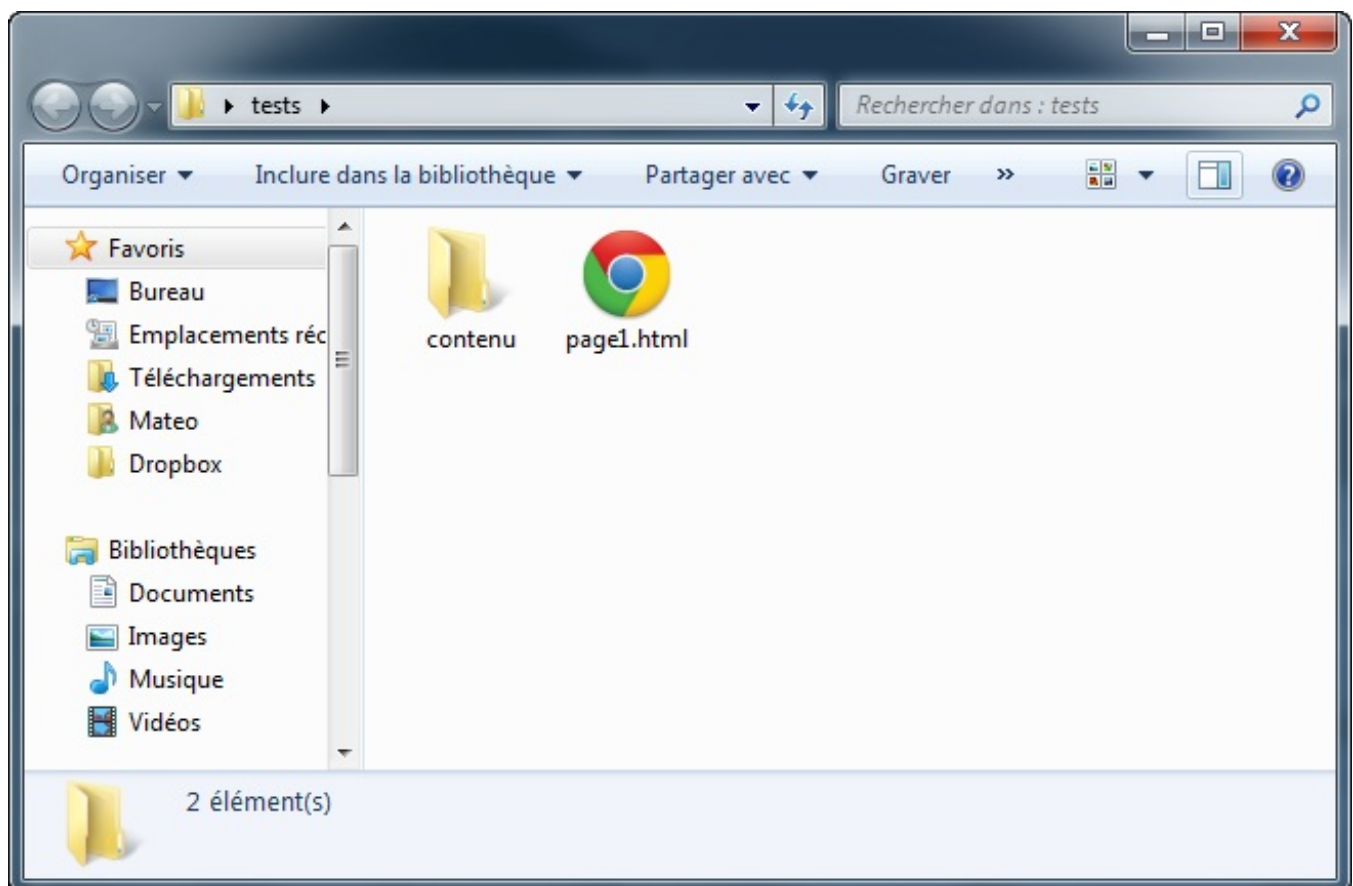 tests
Rechercher dans : tests
Organiser Inclure dans la bibliothèque Partager avec Graver »
Favoris
Bureau
Emplacements réc
Téléchargements
Mateo
Dropbox
Bibliothèques
Documents
Images
Musique
Vidéos
contenu page1.html
2 élément(s)